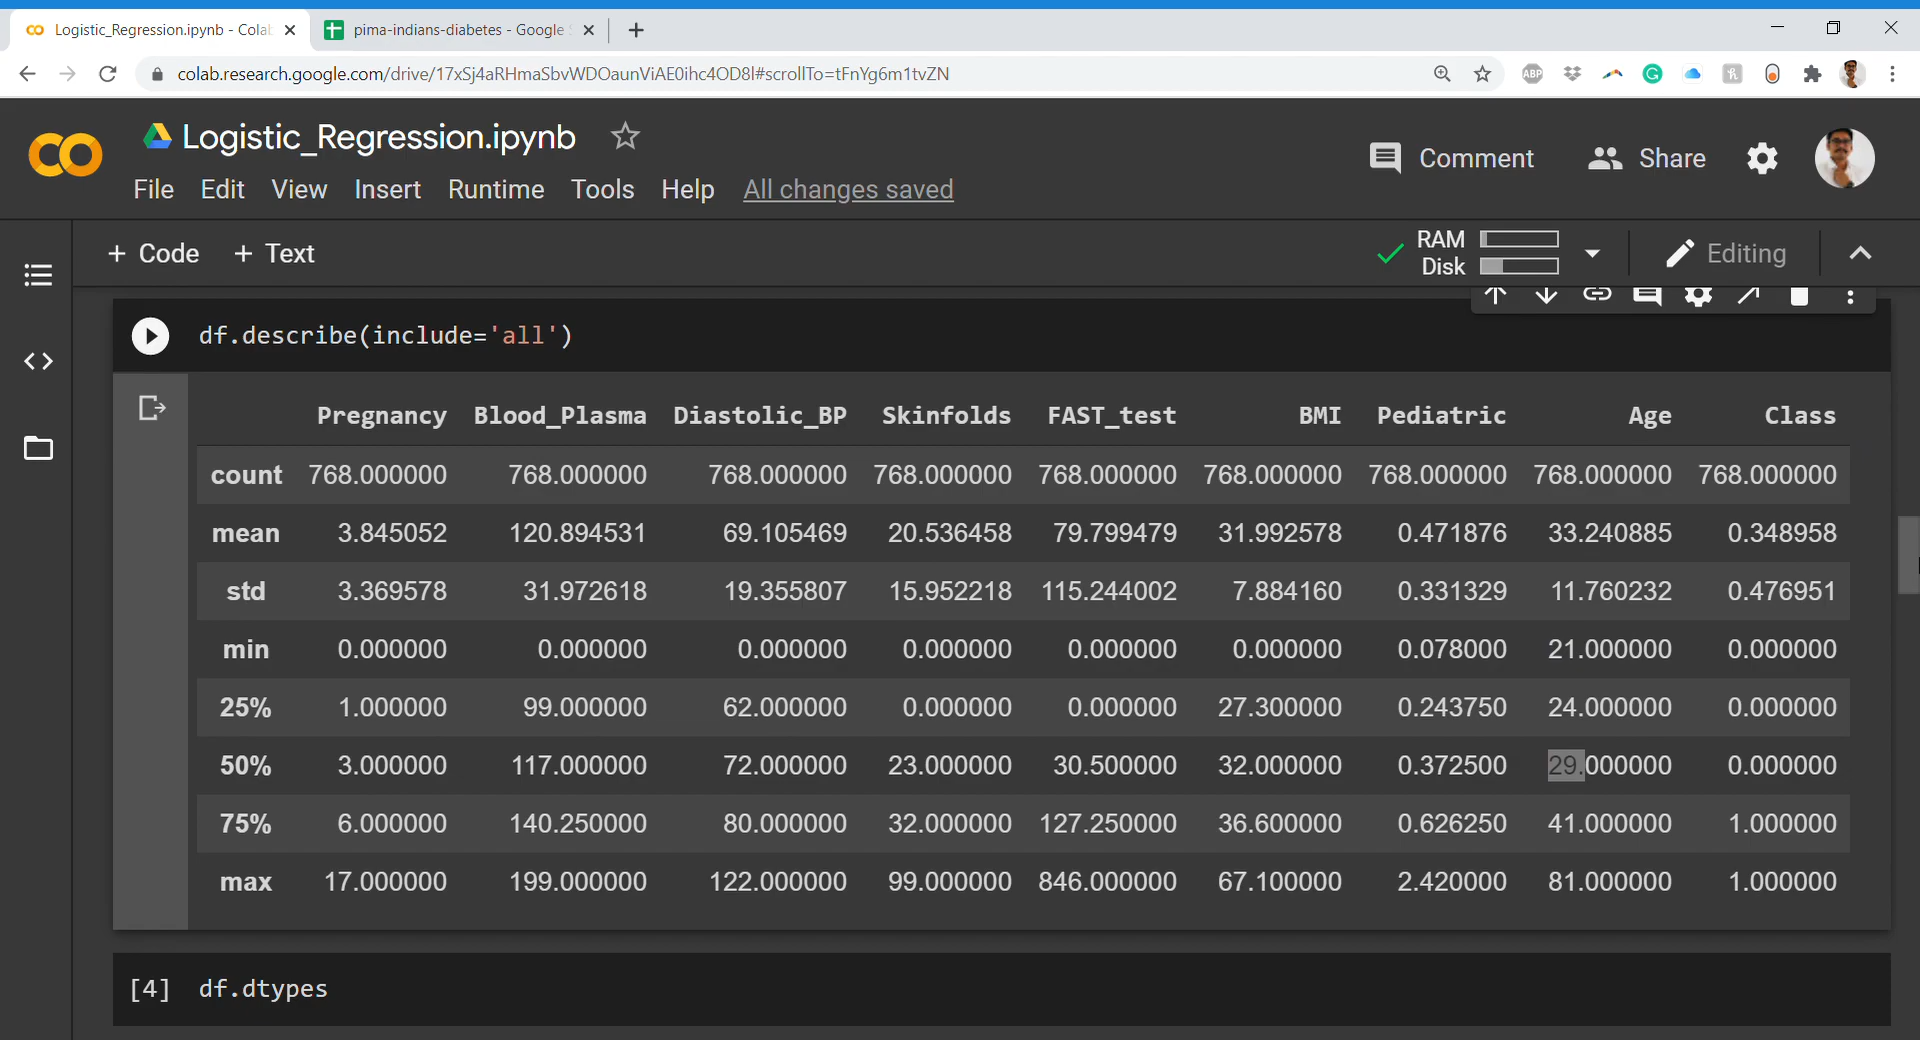 Logistic_Regression.ipynb - Cola
pima-indians-diabetes - Google
colab.research.google.com/drive/17xSj4aRHmaSbvWDOaunViAE0ihc4OD8l#scrollTo=tFnYg6m1tvZN
ABP
CO Logistic_Regression.ipynb
Comment Share
File Edit View Insert Runtime Tools Help All changes saved
+ Code + Text
RAM
Disk
Editing
df.describe(include='all')
Pregnancy Blood_Plasma Diastolic_BP Skinfolds FAST_test BMI Pediatric Age Class
count 768.000000 768.000000 768.000000 768.000000 768.000000 768.000000 768.000000 768.000000 768.000000
mean 3.845052 120.894531 69.105469 20.536458 79.799479 31.992578 0.471876 33.240885 0.348958
std 3.369578 31.972618 19.355807 15.952218 115.244002 7.884160 0.331329 11.760232 0.476951
min 0.000000 0.000000 0.000000 0.000000 0.000000 0.000000 0.078000 21.000000 0.000000
25% 1.000000 99.000000 62.000000 0.000000 0.000000 27.300000 0.243750 24.000000 0.000000
50% 3.000000 117.000000 72.000000 23.000000 30.500000 32.000000 0.372500 29.000000 0.000000
75% 6.000000 140.250000 80.000000 32.000000 127.250000 36.600000 0.626250 41.000000 1.000000
max 17.000000 199.000000 122.000000 99.000000 846.000000 67.100000 2.420000 81.000000 1.000000
[4] df.dtypes